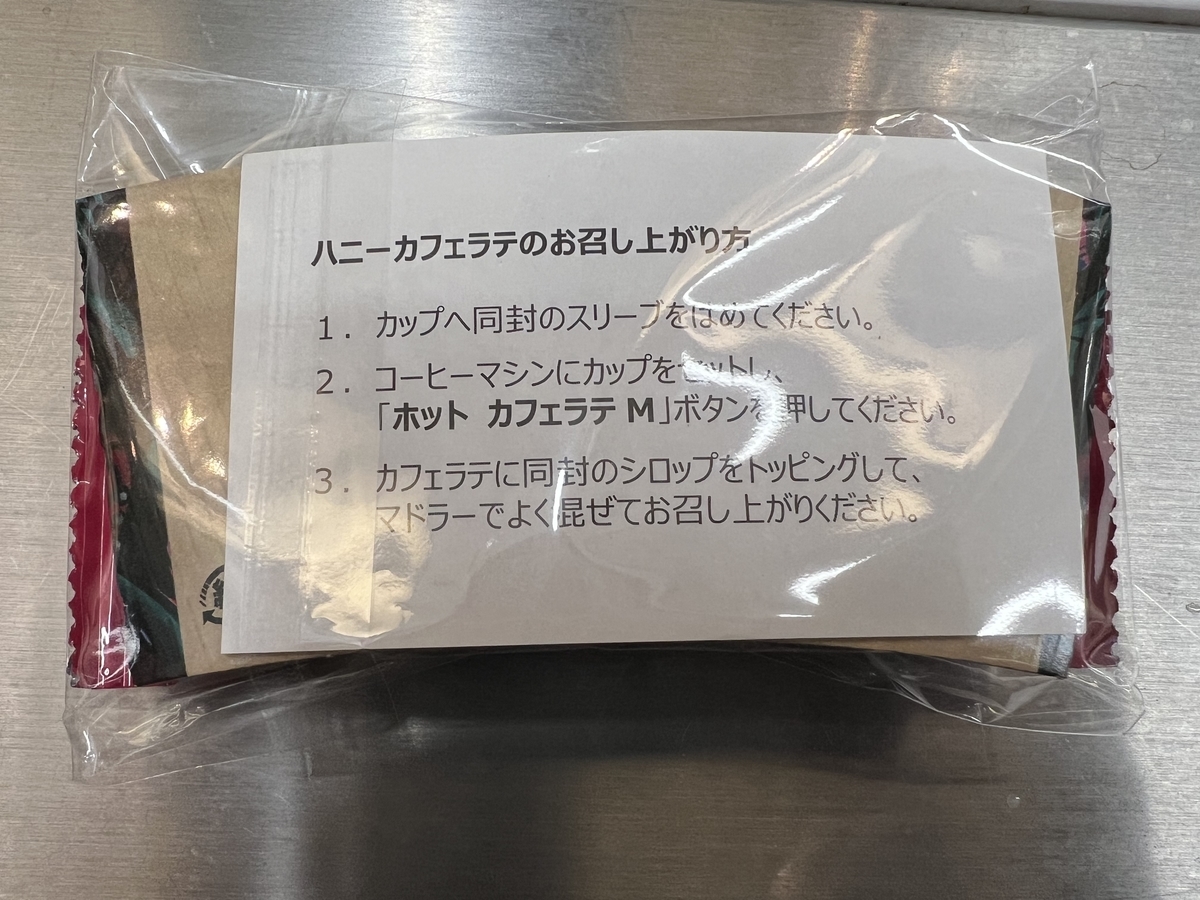 ハニーカフェラテのお召し上がり方
1. カップへ同封のスリーブをはめてください。
2. コーヒーマシンにカップをセットし、
「ホット カフェラテ M」ボタンを押してください。
3. カフェラテに同封のシロップをトッピングして、
マドラーでよく混ぜてお召し上がりください。